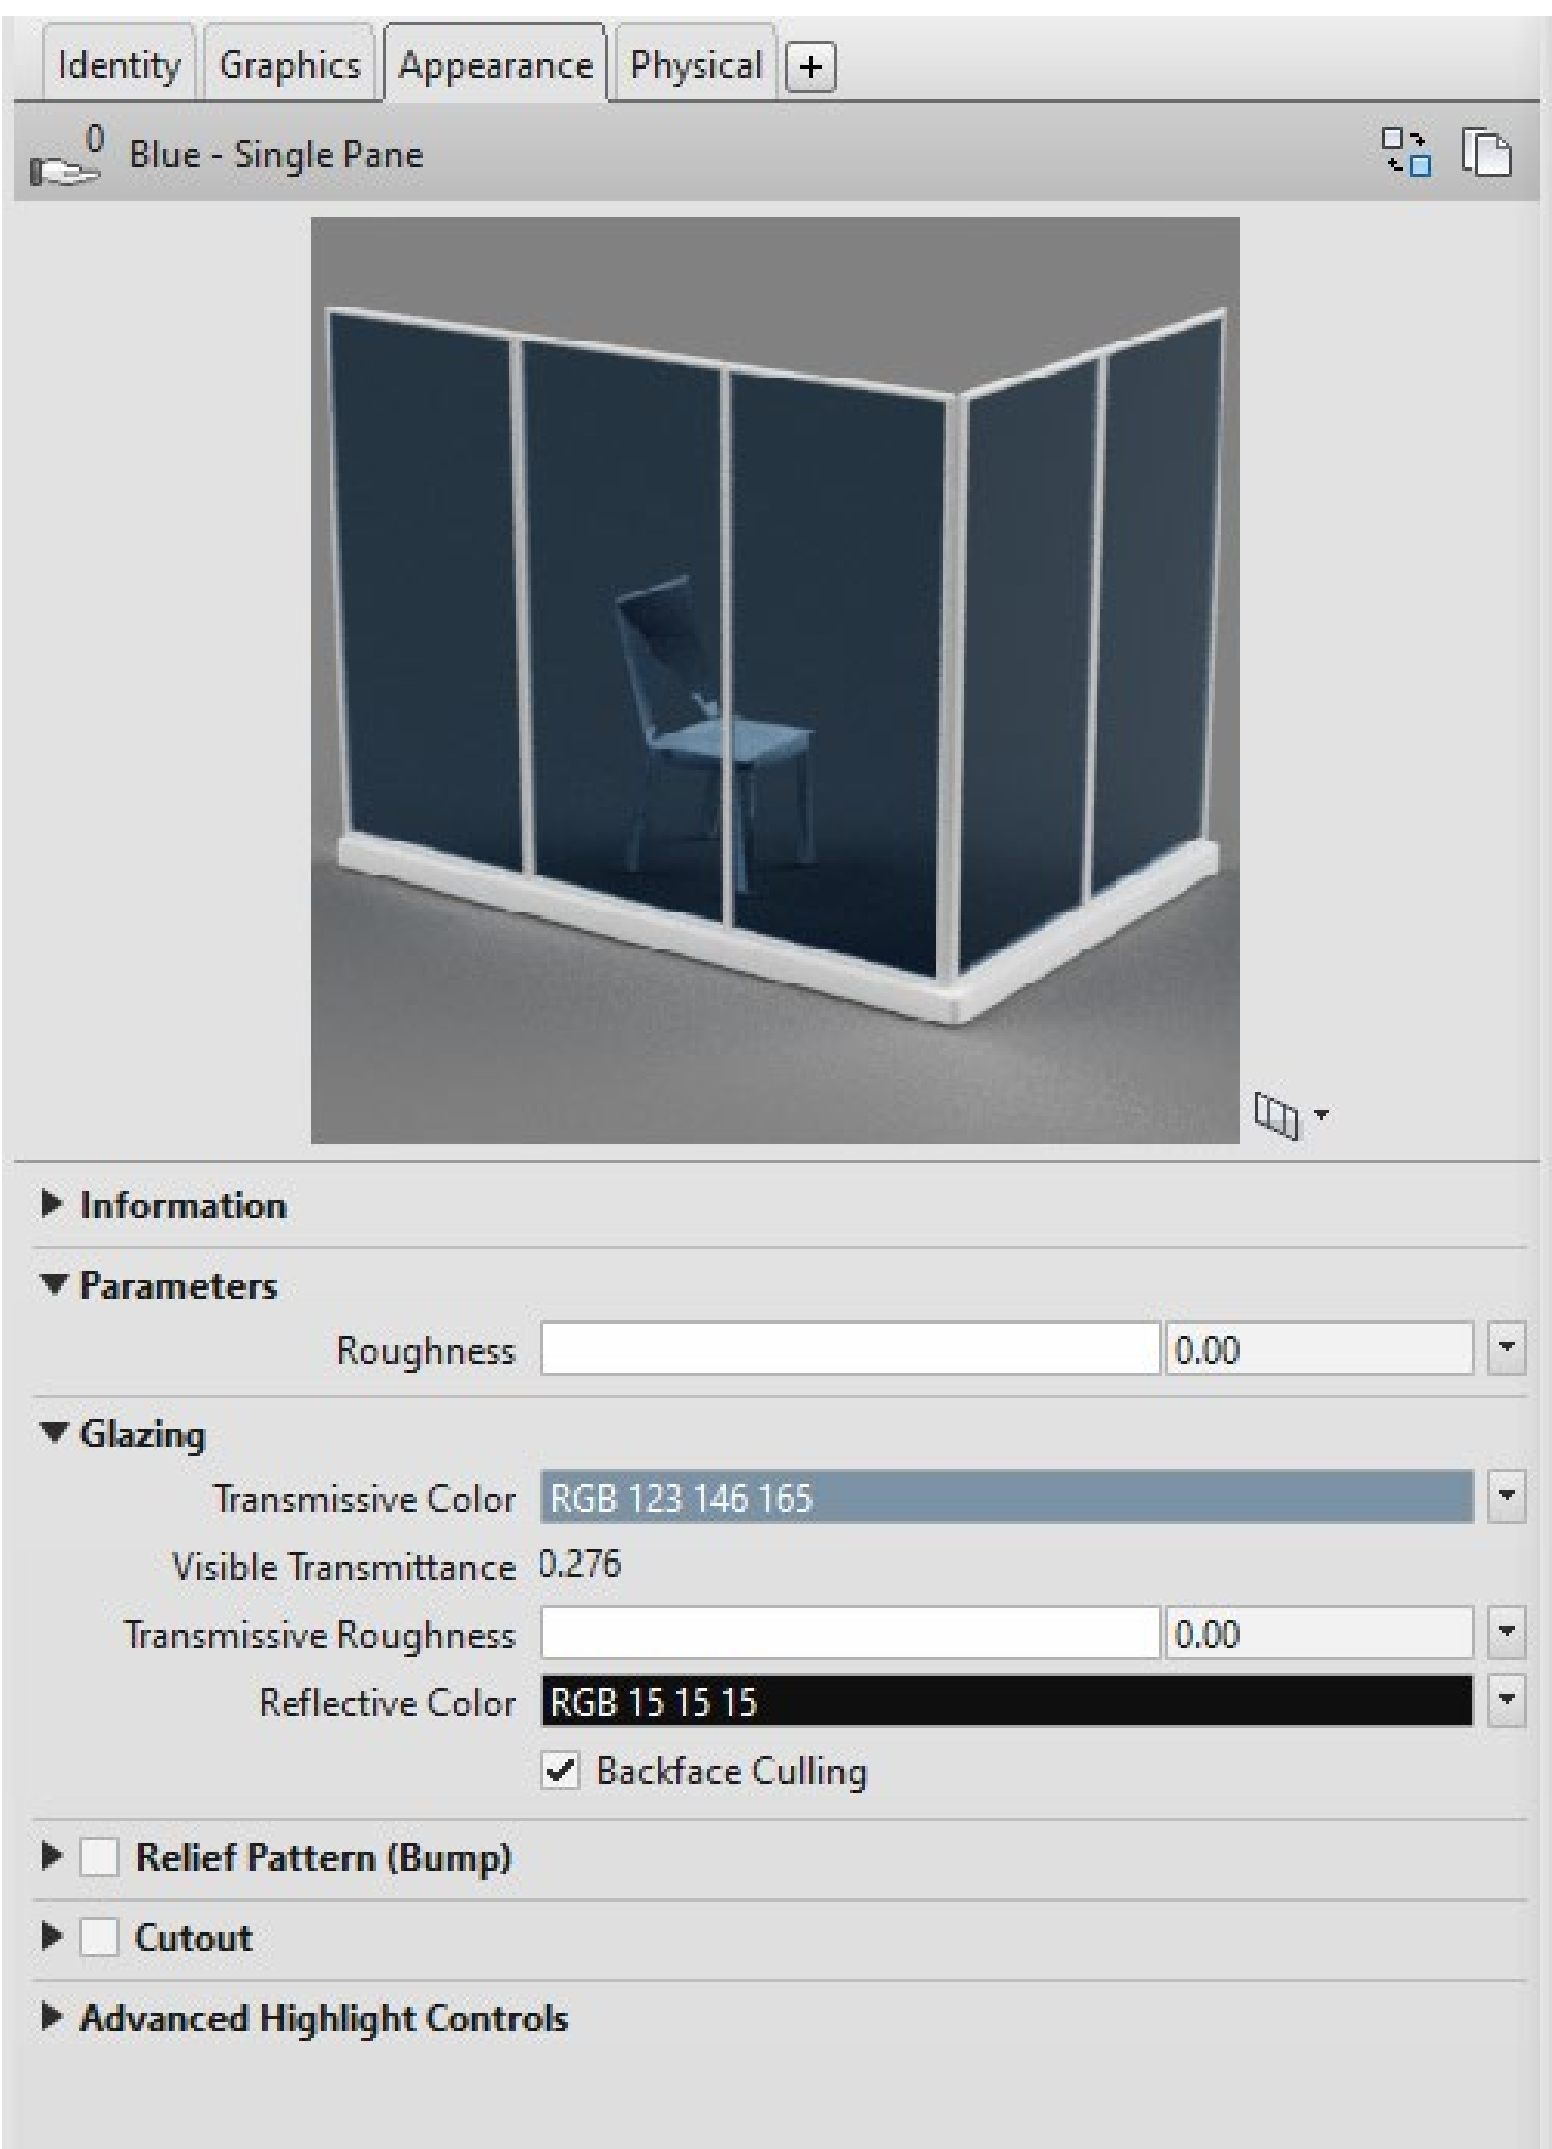 Identity Graphics Appearance Physical +
0 Blue - Single Pane
Information
Parameters
Roughness 0.00
Glazing
Transmissive Color RGB 123 146 165
Visible Transmittance 0.276
Transmissive Roughness 0.00
Reflective Color RGB 15 15 15
Backface Culling
Relief Pattern (Bump)
Cutout
Advanced Highlight Controls